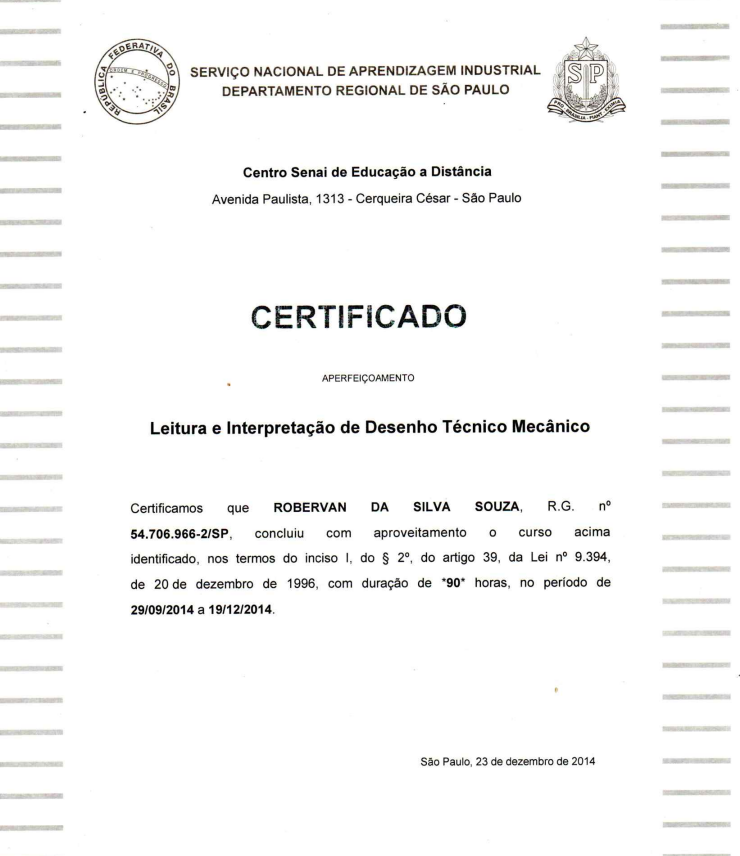 REPÚBLICA FEDERATIVA DO BRASIL
ORDEM E PROGRESSO
SERVIÇO NACIONAL DE APRENDIZAGEM INDUSTRIAL
DEPARTAMENTO REGIONAL DE SÃO PAULO
SP
Centro Senai de Educação a Distância
Avenida Paulista, 1313 - Cerqueira César - São Paulo
CERTIFICADO
APERFEIÇOAMENTO
Leitura e Interpretação de Desenho Técnico Mecânico
Certificamos que ROBERVAN DA SILVA SOUZA, R.G. nº
54.706.966-2/SP, concluiu com aproveitamento o curso acima
identificado, nos termos do inciso I, do § 2º, do artigo 39, da Lei nº 9.394,
de 20 de dezembro de 1996, com duração de *90* horas, no período de
29/09/2014 a 19/12/2014.
São Paulo, 23 de dezembro de 2014